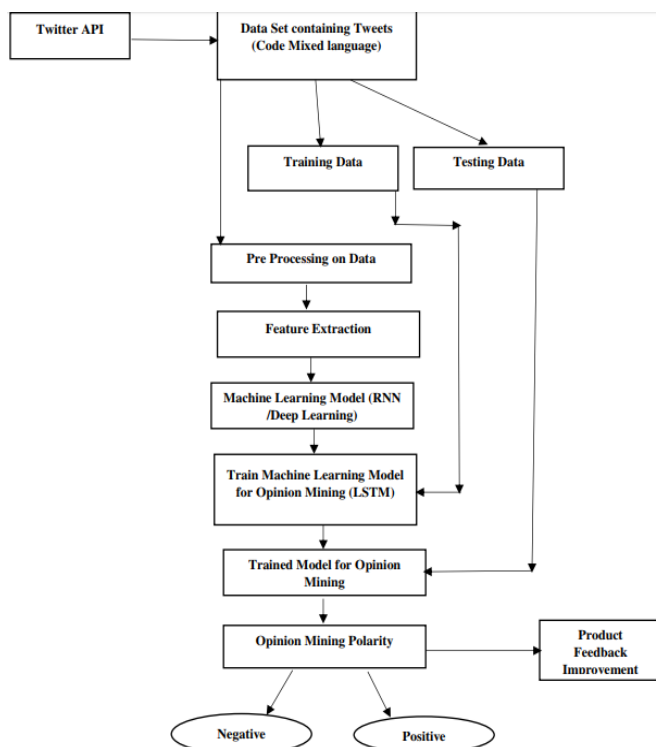 Twitter API
Data Set containing Tweets
(Code Mixed language)
Training Data
Testing Data
Pre Processing on Data
Feature Extraction
Machine Learning Model (RNN
/Deep Learning)
Train Machine Learning Model
for Opinion Mining (LSTM)
Trained Model for Opinion
Mining
Opinion Mining Polarity
Product
Feedback
Improvement
Negative
Positive